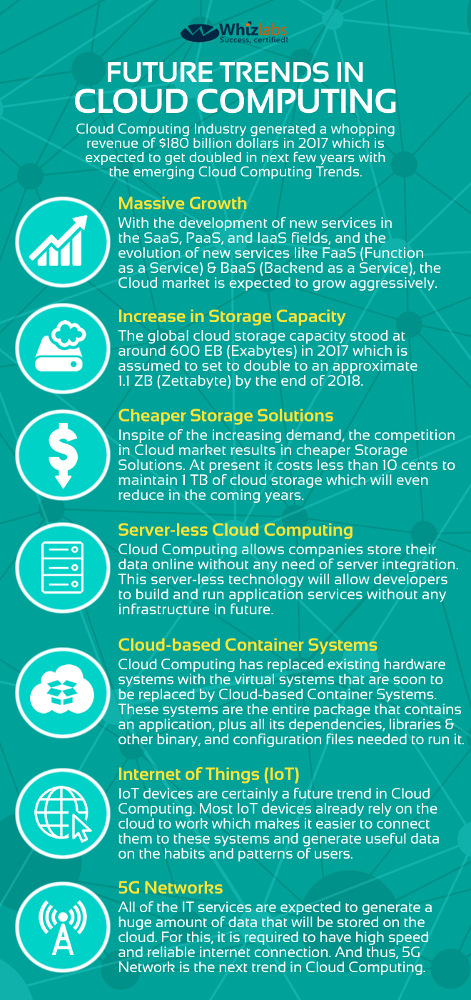 Whizlabs
Success, certified!
FUTURE TRENDS IN
CLOUD COMPUTING
Cloud Computing Industry generated a whopping
revenue of $180 billion dollars in 2017 which is
expected to get doubled in next few years with
the emerging Cloud Computing Trends.
Massive Growth
With the development of new services in
the SaaS, PaaS, and IaaS fields, and the
evolution of new services like FaaS (Function
as a Service) & BaaS (Backend as a Service), the
Cloud market is expected to grow aggressively.
Increase in Storage Capacity
The global cloud storage capacity stood at
around 600 EB (Exabytes) in 2017 which is
assumed to set to double to an approximate
1.1 ZB (Zettabyte) by the end of 2018.
Cheaper Storage Solutions
Inspite of the increasing demand, the competition
in Cloud market results in cheaper Storage
Solutions. At present it costs less than 10 cents to
maintain 1 TB of cloud storage which will even
reduce in the coming years.
Server-less Cloud Computing
Cloud Computing allows companies store their
data online without any need of server integration.
This server-less technology will allow developers
to build and run application services without any
infrastructure in future.
Cloud-based Container Systems
Cloud Computing has replaced existing hardware
systems with the virtual systems that are soon to
be replaced by Cloud-based Container Systems.
These systems are the entire package that contains
an application, plus all its dependencies, libraries &
other binary, and configuration files needed to run it.
Internet of Things (IoT)
IoT devices are certainly a future trend in Cloud
Computing. Most IoT devices already rely on the
cloud to work which makes it easier to connect
them to these systems and generate useful data
on the habits and patterns of users.
5G Networks
All of the IT services are expected to generate a
huge amount of data that will be stored on the
cloud. For this, it is required to have high speed
and reliable internet connection. And thus, 5G
Network is the next trend in Cloud Computing.